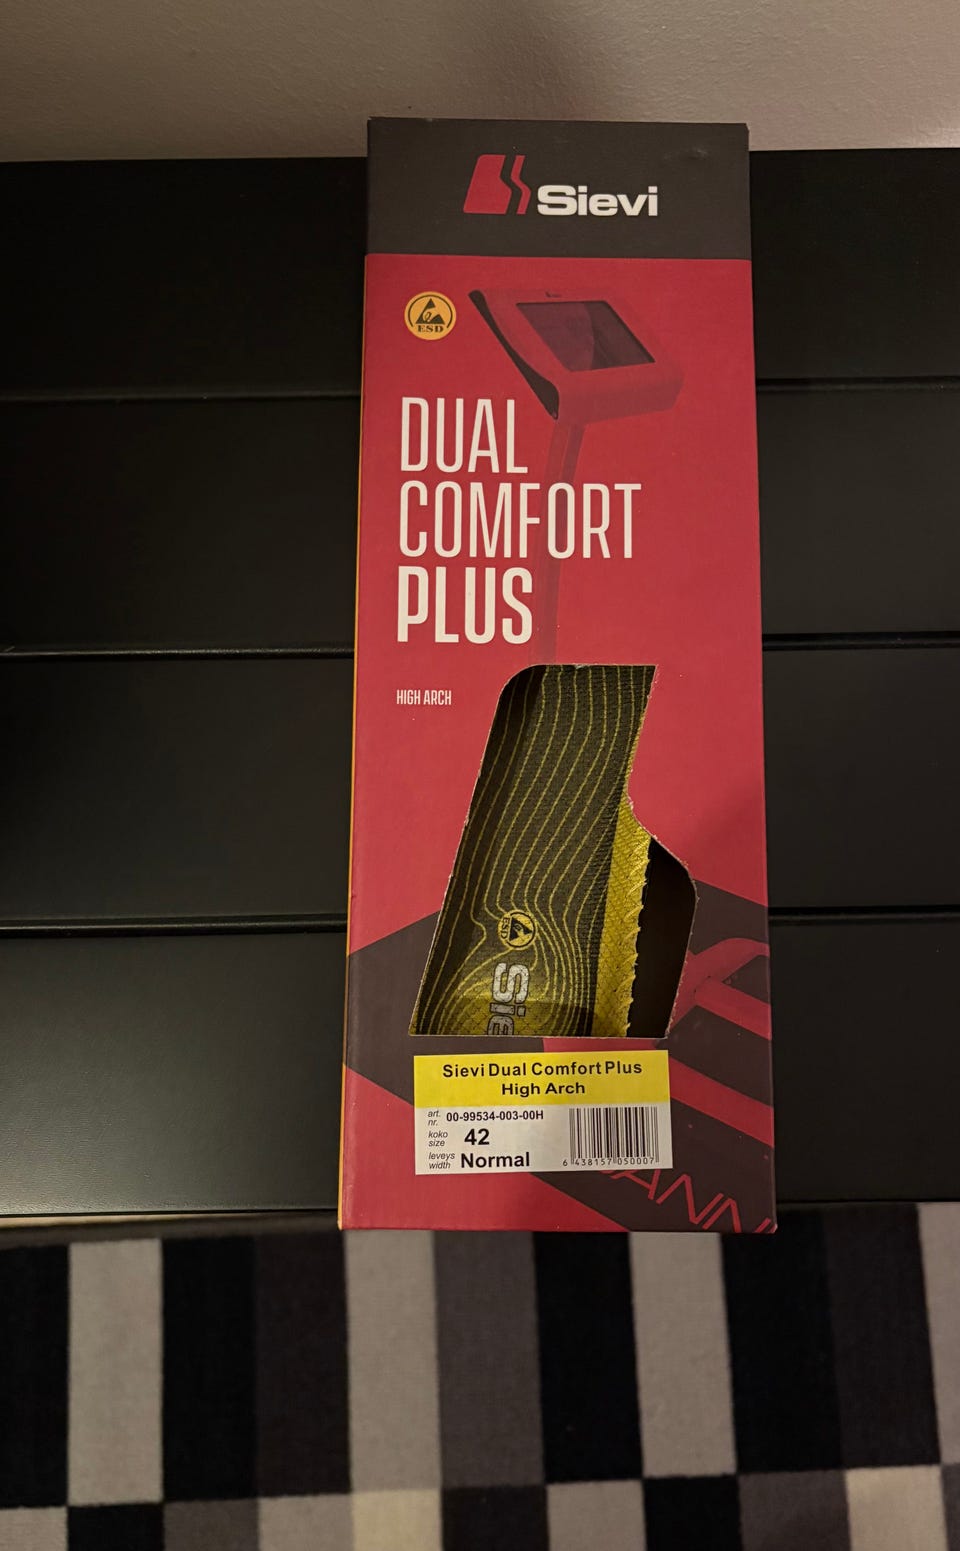 Sievi
ESD
DUAL
COMFORT
PLUS
HIGH ARCH
ESD
Sievi Dual Comfort Plus
High Arch
art. nr. 00-99534-003-00H
koko size 42
leveys width Normal
6 438157 050007